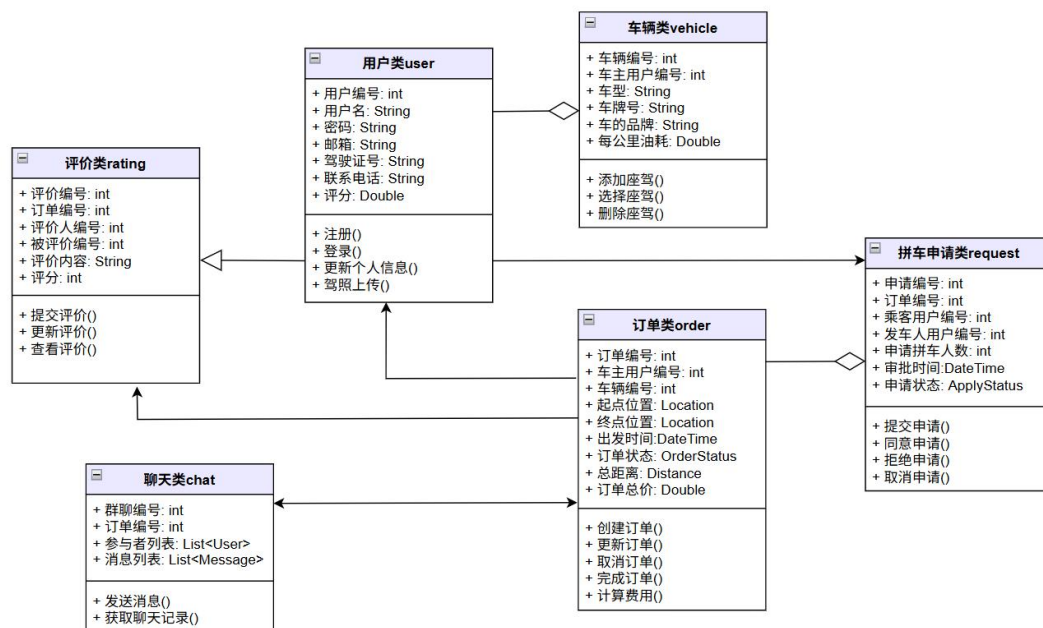 车辆类vehicle
+ 车辆编号: int
+ 车主用户编号: int
+ 车型: String
+ 车牌号: String
+ 车的品牌: String
+ 每公里油耗: Double
+ 添加座驾()
+ 选择座驾()
+ 删除座驾()
用户类user
+ 用户编号: int
+ 用户名: String
+ 密码: String
+ 邮箱: String
+ 驾驶证号: String
+ 联系电话: String
+ 评分: Double
+ 注册()
+ 登录()
+ 更新个人信息()
+ 驾照上传()
评价类rating
+ 评价编号: int
+ 订单编号: int
+ 评价人编号: int
+ 被评价编号: int
+ 评价内容: String
+ 评分: int
+ 提交评价()
+ 更新评价()
+ 查看评价()
拼车申请类request
+ 申请编号: int
+ 订单编号: int
+ 乘客用户编号: int
+ 发车人用户编号: int
+ 申请拼车人数: int
+ 审批时间:DateTime
+ 申请状态: ApplyStatus
+ 提交申请()
+ 同意申请()
+ 拒绝申请()
+ 取消申请()
订单类order
+ 订单编号: int
+ 车主用户编号: int
+ 车辆编号: int
+ 起点位置: Location
+ 终点位置: Location
+ 出发时间:DateTime
+ 订单状态: OrderStatus
+ 总距离: Distance
+ 订单总价: Double
+ 创建订单()
+ 更新订单()
+ 取消订单()
+ 完成订单()
+ 计算费用()
聊天类chat
+ 群聊编号: int
+ 订单编号: int
+ 参与者列表: List<User>
+ 消息列表: List<Message>
+ 发送消息()
+ 获取聊天记录()